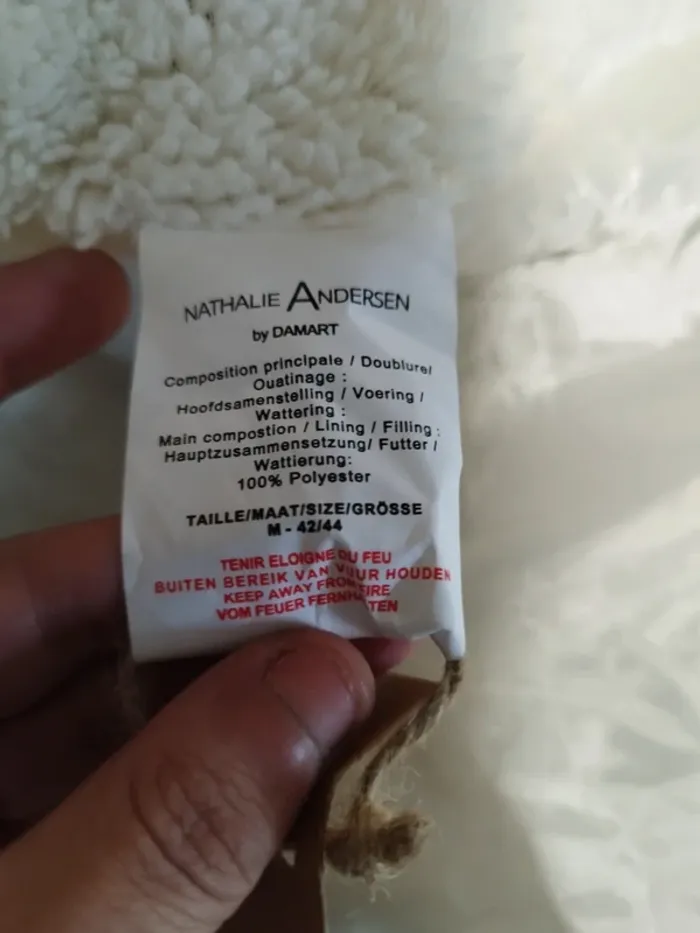 NATHALIE ANDERSEN
by DAMART
Composition principale / Doublure/
Ouatinage :
Hoofdsamenstelling / Voering /
Wattering :
Main compostion / Lining / Filling :
Hauptzusammensetzung/ Futter /
Wattierung:
100% Polyester
TAILLE/MAAT/SIZE/GRÖSSE
M - 42/44
TENIR ELOIGNE DU FEU
BUITEN BEREIK VAN VUUR HOUDEN
KEEP AWAY FROM FIRE
VOM FEUER FERNHALTEN